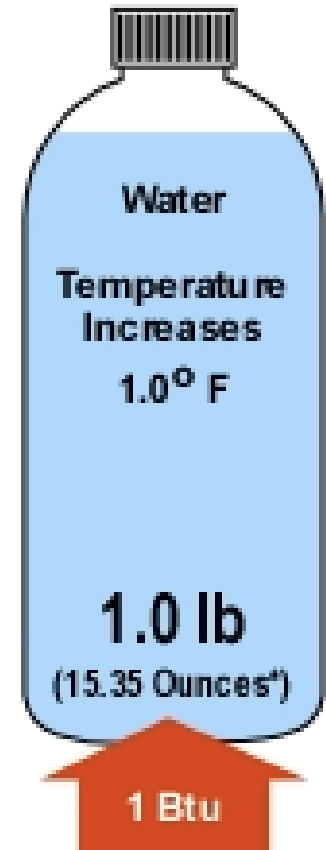 Water
Temperature
Increases
1.0° F
1.0 lb
(15.35 Ounces*)
1 Btu